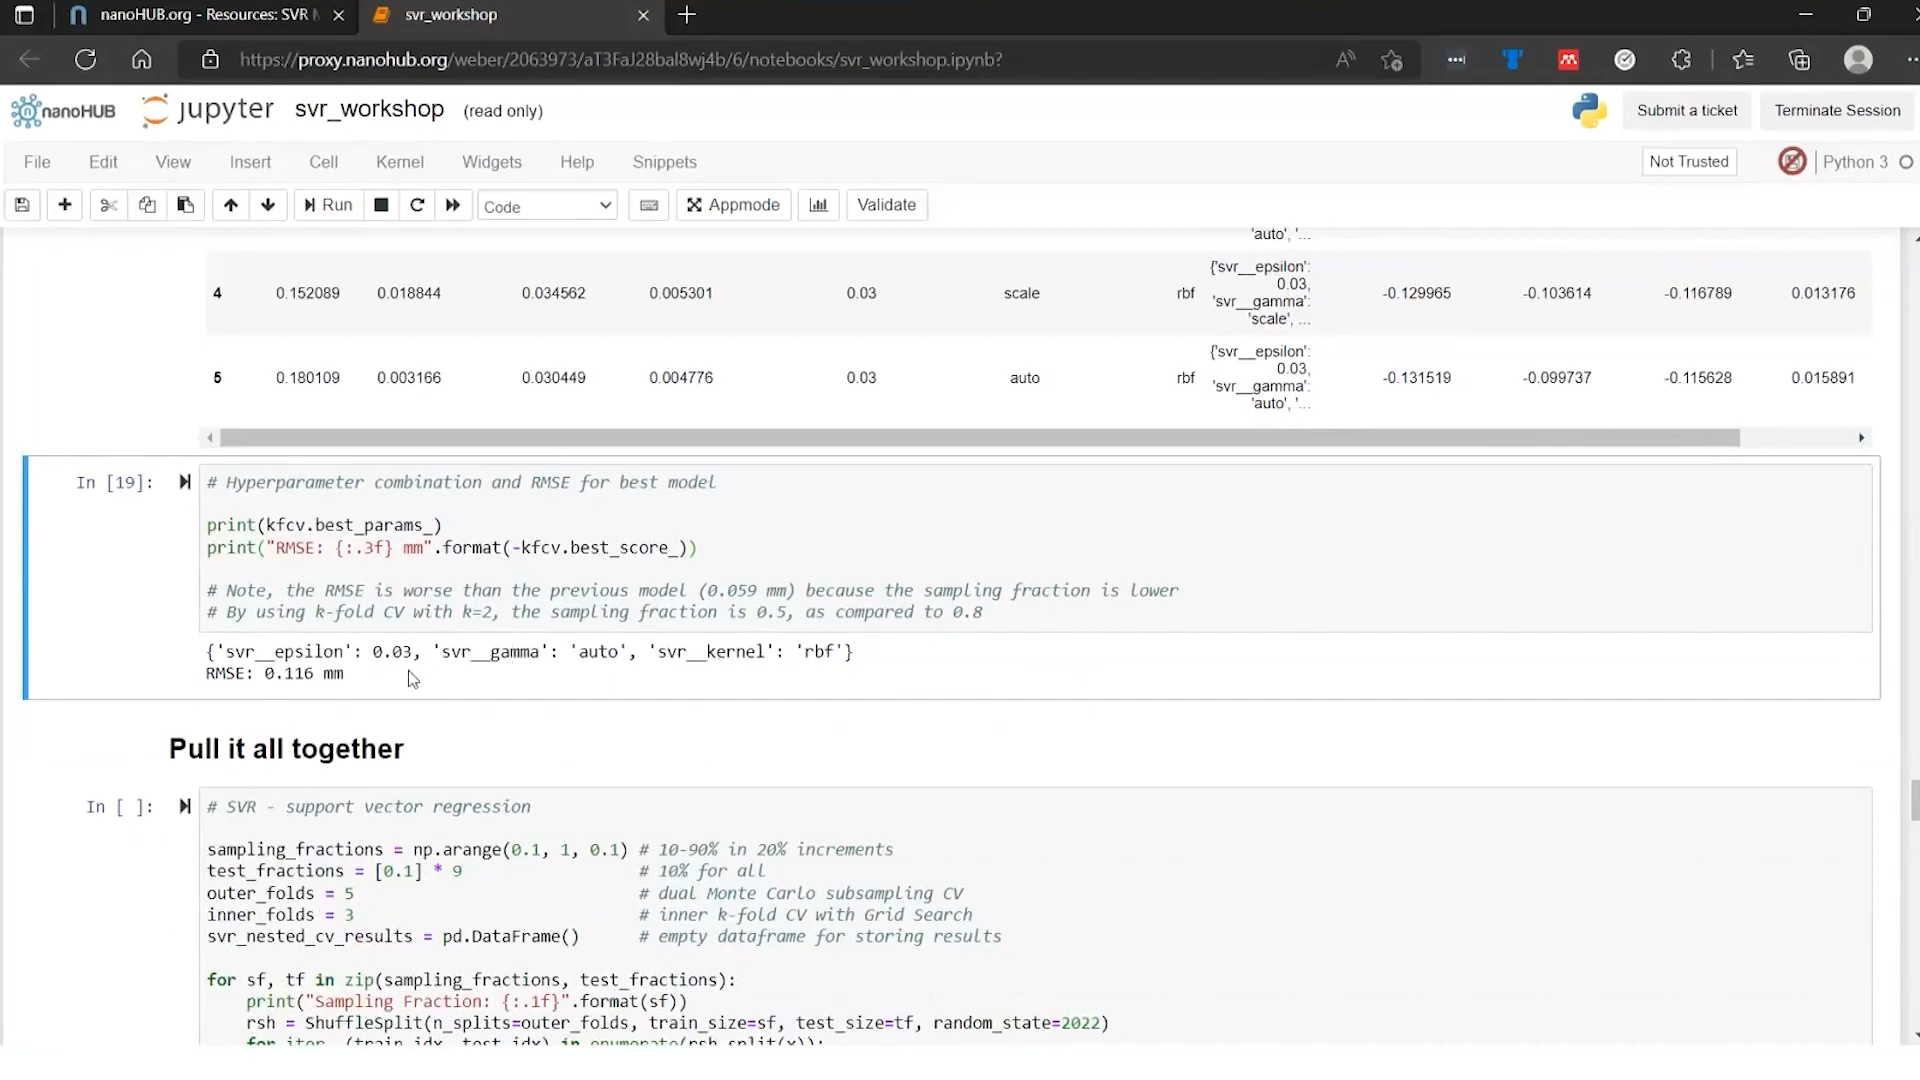 nanoHUB.org - Resources: SVR
svr_workshop
https://proxy.nanohub.org/weber/2063973/aT3FaJ28bal8wj4b/6/notebooks/svr_workshop.ipynb?
nanoHUB jupyter svr_workshop (read only) Submit a ticket Terminate Session
File Edit View Insert Cell Kernel Widgets Help Snippets Not Trusted Python 3
Run Code Appmode Validate
'auto', '...
{'svr__epsilon':
0.03,
4 0.152089 0.018844 0.034562 0.005301 0.03 scale rbf 'svr__gamma': -0.129965 -0.103614 -0.116789 0.013176
'scale', ...
{'svr__epsilon':
0.03,
5 0.180109 0.003166 0.030449 0.004776 0.03 auto rbf 'svr__gamma': -0.131519 -0.099737 -0.115628 0.015891
'auto', '...
In [19]: # Hyperparameter combination and RMSE for best model
print(kfcv.best_params_)
print("RMSE: {:.3f} mm".format(-kfcv.best_score_))
# Note, the RMSE is worse than the previous model (0.059 mm) because the sampling fraction is lower
# By using k-fold CV with k=2, the sampling fraction is 0.5, as compared to 0.8
{'svr__epsilon': 0.03, 'svr__gamma': 'auto', 'svr__kernel': 'rbf'}
RMSE: 0.116 mm
Pull it all together
In [ ]: # SVR - support vector regression
sampling_fractions = np.arange(0.1, 1, 0.1) # 10-90% in 20% increments
test_fractions = [0.1] * 9 # 10% for all
outer_folds = 5 # dual Monte Carlo subsampling CV
inner_folds = 3 # inner k-fold CV with Grid Search
svr_nested_cv_results = pd.DataFrame() # empty dataframe for storing results
for sf, tf in zip(sampling_fractions, test_fractions):
print("Sampling Fraction: {:.1f}".format(sf))
rsh = ShuffleSplit(n_splits=outer_folds, train_size=sf, test_size=tf, random_state=2022)
for iter, (train_idx, test_idx) in enumerate(rsh.split(x)):